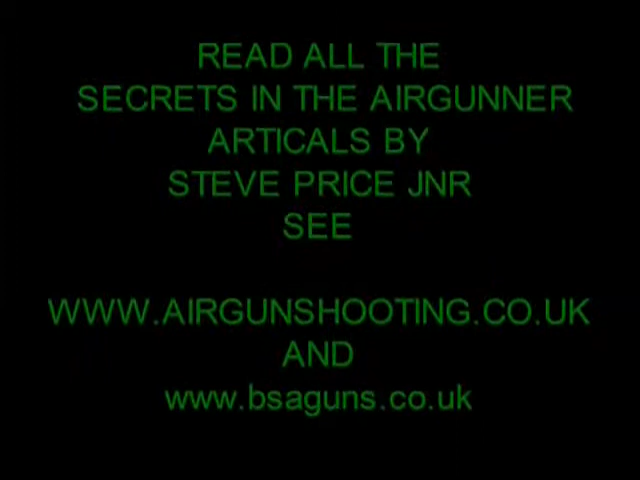 READ ALL THE
SECRETS IN THE AIRGUNNER
ARTICALS BY
STEVE PRICE JNR
SEE
WWW.AIRGUNSHOOTING.CO.UK
AND
www.bsaguns.co.uk